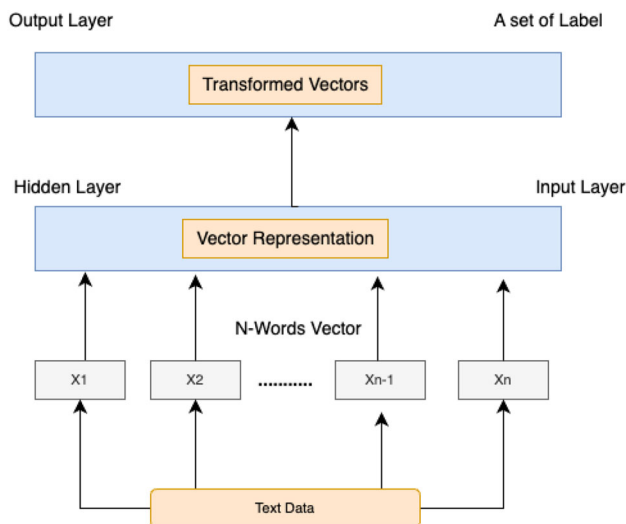 Output Layer
A set of Label
Transformed Vectors
Hidden Layer
Input Layer
Vector Representation
N-Words Vector
X1
X2
...........
Xn-1
Xn
Text Data